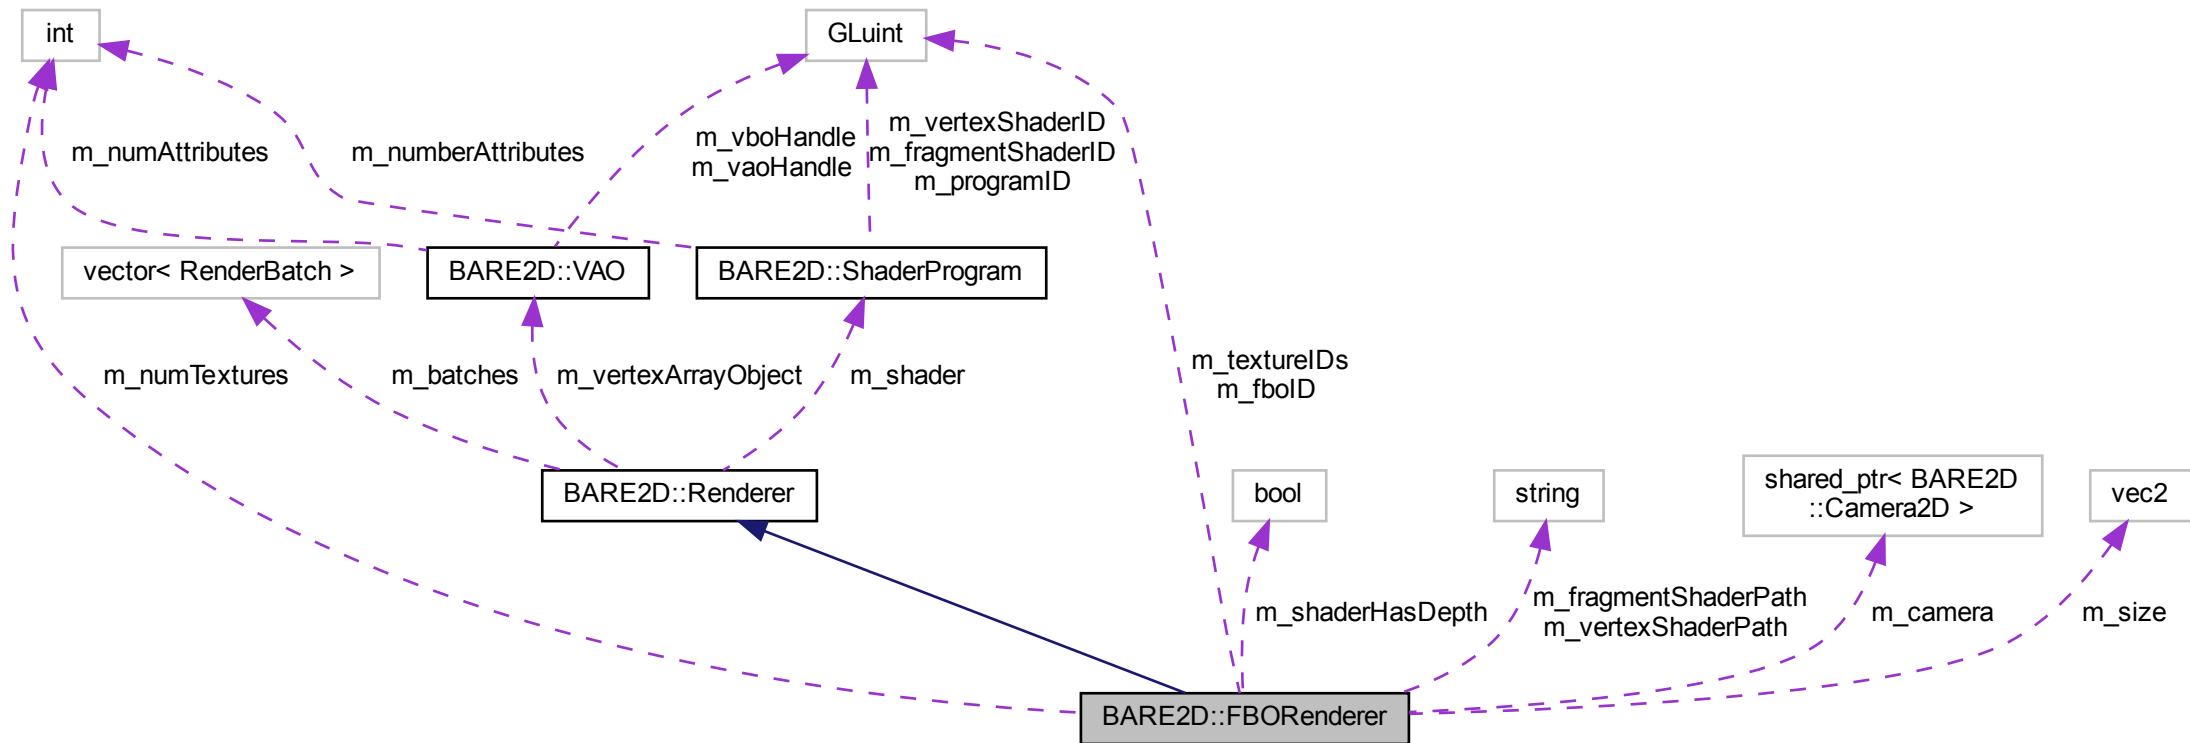 int
GLuint
m_numAttributes
m_numberAttributes
m_vboHandle
m_vaoHandle
m_vertexShaderID
m_fragmentShaderID
m_programID
vector< RenderBatch >
BARE2D::VAO
BARE2D::ShaderProgram
m_numTextures
m_batches
m_vertexArrayObject
m_shader
m_textureIDs
m_fboID
BARE2D::Renderer
bool
string
shared_ptr< BARE2D
::Camera2D >
vec2
m_shaderHasDepth
m_fragmentShaderPath
m_vertexShaderPath
m_camera
m_size
BARE2D::FBORenderer